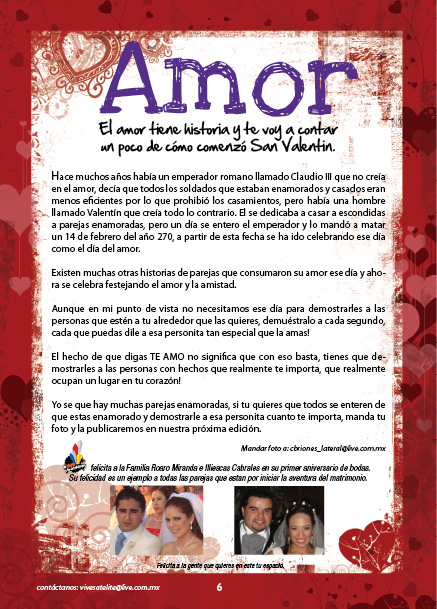 Amor
El amor tiene historia y te voy a contar
un poco de cómo comenzó San Valentin.
Hace muchos años había un emperador romano llamado Claudio III que no creía
en el amor, decía que todos los soldados que estaban enamorados y casados eran
menos eficientes por lo que prohibió los casamientos, pero había una hombre
llamado Valentín que creía todo lo contrario. El se dedicaba a casar a escondidas
a parejas enamoradas, pero un día se entero el emperador y lo mandó a matar
un 14 de febrero del año 270, a partir de esta fecha se ha ido celebrando ese día
como el día del amor.
Existen muchas otras historias de parejas que consumaron su amor ese día y aho-
ra se celebra festejando el amor y la amistad.
Aunque en mi punto de vista no necesitamos ese día para demostrarles a las
personas que estén a tu alrededor que las quieres, demuéstralo a cada segundo,
cada que puedas dile a esa personita tan especial que la amas!
El hecho de que digas TE AMO no significa que con eso basta, tienes que de-
mostrarles a las personas con hechos que realmente te importa, que realmente
ocupan un lugar en tu corazón!
Yo se que hay muchas parejas enamoradas, si tu quieres que todos se enteren de
que estas enamorado y demostrarle a esa personita cuanto te importa, manda tu
foto y la publicaremos en nuestra próxima edición.
Mandar foto a: cbriones_lateral@live.com.mx
felicita a la Familia Rosro Miranda e Illiescas Cabrales en su primer aniversario de bodas.
Su felicidad es un ejemplo a todas las parejas que estan por iniciar la aventura del matrimonio.
Felicita a la gente que quieres en este tu espacio.
contáctanos: vivesatelite@live.com.mx
6